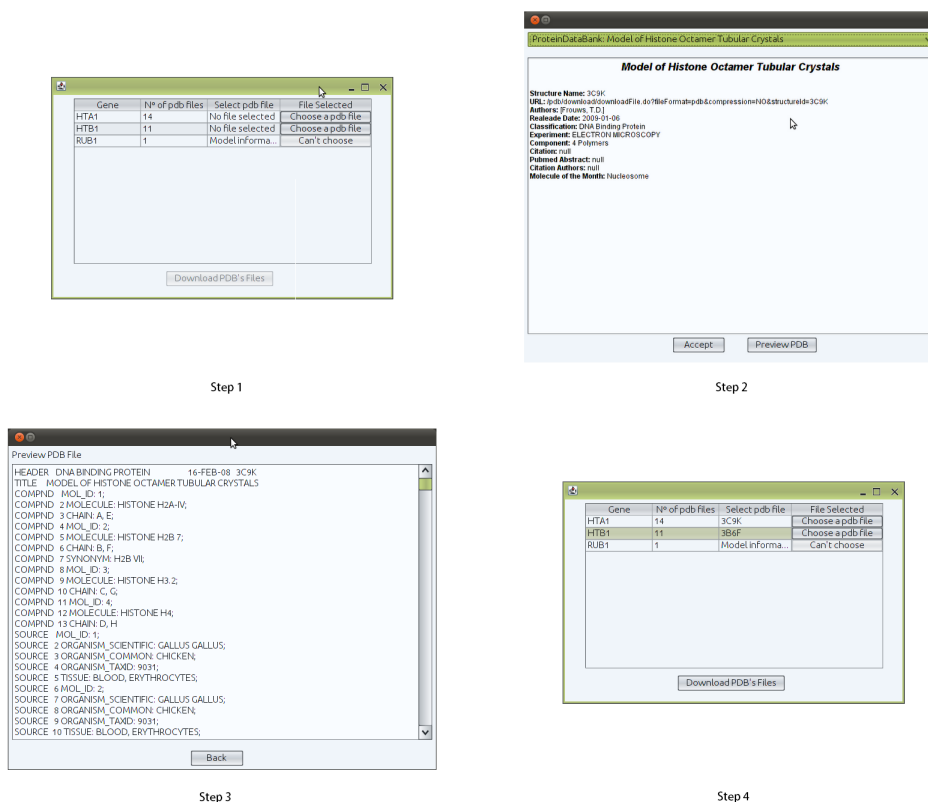 Gene Nº of pdb files Select pdb file File Selected
HTA1 14 No file selected Choose a pdb file
HTB1 11 No file selected Choose a pdb file
RUB1 1 Model informa... Can't choose
Download PDB's Files
Step 1
ProteinDataBank: Model of Histone Octamer Tubular Crystals
Model of Histone Octamer Tubular Crystals
Structure Name: 3C9K
URL: /pdb/download/downloadFile.do?fileFormat=pdb&compression=NO&structureId=3C9K
Authors: [Frouws, T.D.]
Realeade Date: 2009-01-06
Classification: DNA Binding Protein
Experiment: ELECTRON MICROSCOPY
Component: 4 Polymers
Citation: null
Pubmed Abstract: null
Citation Authors: null
Molecule of the Month: Nucleosome
Accept Preview PDB
Step 2
Preview PDB File
HEADER DNA BINDING PROTEIN 16-FEB-08 3C9K
TITLE MODEL OF HISTONE OCTAMER TUBULAR CRYSTALS
COMPND MOL_ID: 1;
COMPND 2 MOLECULE: HISTONE H2A-IV;
COMPND 3 CHAIN: A, E;
COMPND 4 MOL_ID: 2;
COMPND 5 MOLECULE: HISTONE H2B 7;
COMPND 6 CHAIN: B, F;
COMPND 7 SYNONYM: H2B VII;
COMPND 8 MOL_ID: 3;
COMPND 9 MOLECULE: HISTONE H3.2;
COMPND 10 CHAIN: C, G;
COMPND 11 MOL_ID: 4;
COMPND 12 MOLECULE: HISTONE H4;
COMPND 13 CHAIN: D, H
SOURCE MOL_ID: 1;
SOURCE 2 ORGANISM_SCIENTIFIC: GALLUS GALLUS;
SOURCE 3 ORGANISM_COMMON: CHICKEN;
SOURCE 4 ORGANISM_TAXID: 9031;
SOURCE 5 TISSUE: BLOOD, ERYTHROCYTES;
SOURCE 6 MOL_ID: 2;
SOURCE 7 ORGANISM_SCIENTIFIC: GALLUS GALLUS;
SOURCE 8 ORGANISM_COMMON: CHICKEN;
SOURCE 9 ORGANISM_TAXID: 9031;
SOURCE 10 TISSUE: BLOOD, ERYTHROCYTES;
Back
Step 3
Gene Nº of pdb files Select pdb file File Selected
HTA1 14 3C9K Choose a pdb file
HTB1 11 3B6F Choose a pdb file
RUB1 1 Model informa... Can't choose
Download PDB's Files
Step 4